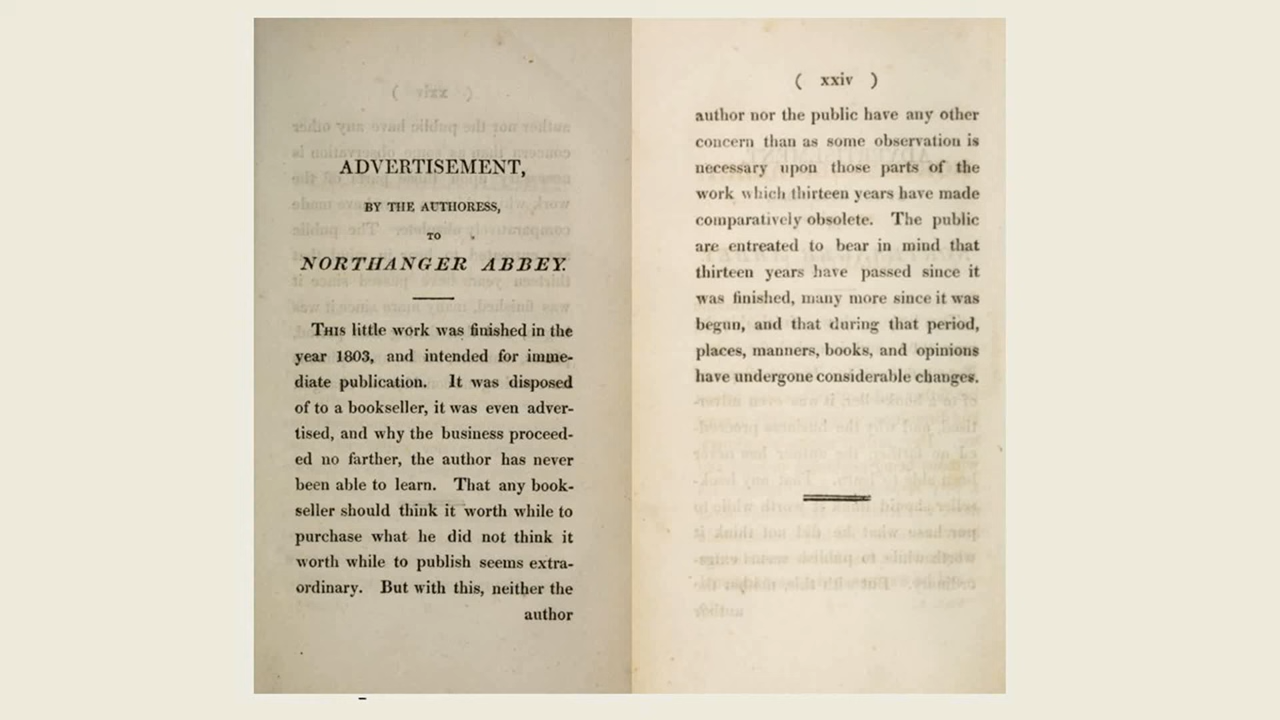 ADVERTISEMENT,
BY THE AUTHORESS,
TO
NORTHANGER ABBEY.
THIS little work was finished in the
year 1803, and intended for imme-
diate publication. It was disposed
of to a bookseller, it was even adver-
tised, and why the business proceed-
ed no farther, the author has never
been able to learn. That any book-
seller should think it worth while to
purchase what he did not think it
worth while to publish seems extra-
ordinary. But with this, neither the
author
( xxiv )
author nor the public have any other
concern than as some observation is
necessary upon those parts of the
work which thirteen years have made
comparatively obsolete. The public
are entreated to bear in mind that
thirteen years have passed since it
was finished, many more since it was
begun, and that during that period,
places, manners, books, and opinions
have undergone considerable changes.